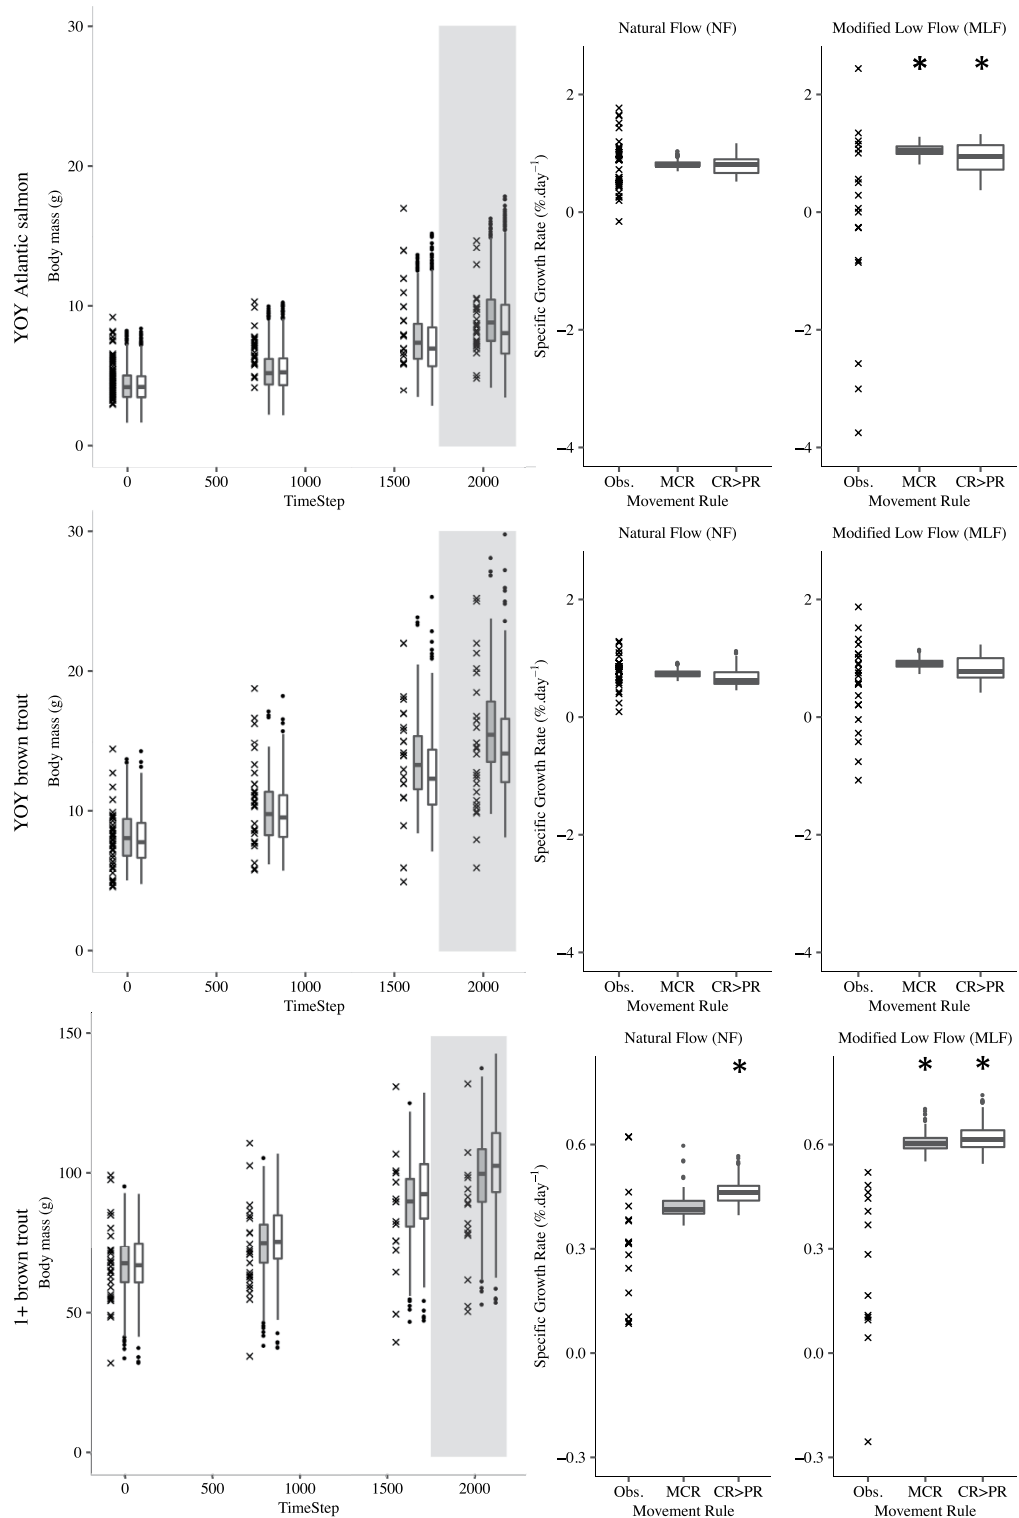 YOY Atlantic salmon
Body mass (g)
30
20
10
0
0 500 1000 1500 2000
TimeStep
Natural Flow (NF)
Specific Growth Rate (%.day−1)
2
0
−2
−4
Obs. MCR CR>PR
Movement Rule
Modified Low Flow (MLF)
* *
2
0
−2
−4
Obs. MCR CR>PR
Movement Rule
YOY brown trout
Body mass (g)
30
20
10
0
0 500 1000 1500 2000
TimeStep
Natural Flow (NF)
Specific Growth Rate (%.day−1)
2
0
−2
−4
Obs. MCR CR>PR
Movement Rule
Modified Low Flow (MLF)
2
0
−2
−4
Obs. MCR CR>PR
Movement Rule
1+ brown trout
Body mass (g)
150
100
50
0
0 500 1000 1500 2000
TimeStep
Natural Flow (NF)
*
Specific Growth Rate (%.day−1)
0.6
0.3
0.0
−0.3
Obs. MCR CR>PR
Movement Rule
Modified Low Flow (MLF)
* *
0.6
0.3
0.0
−0.3
Obs. MCR CR>PR
Movement Rule